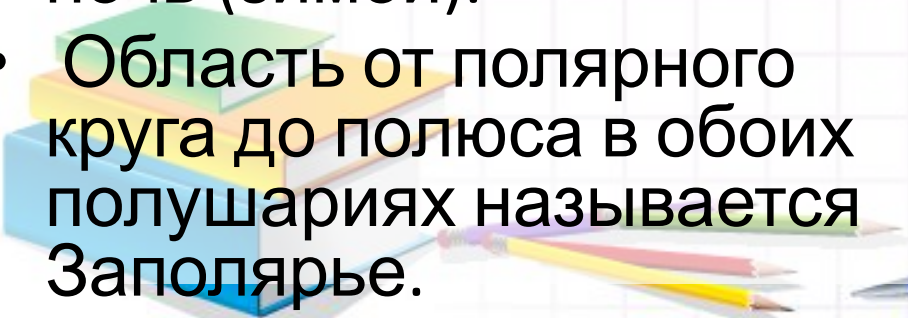 • Область от полярного
круга до полюса в обоих
полушариях называется
Заполярье.